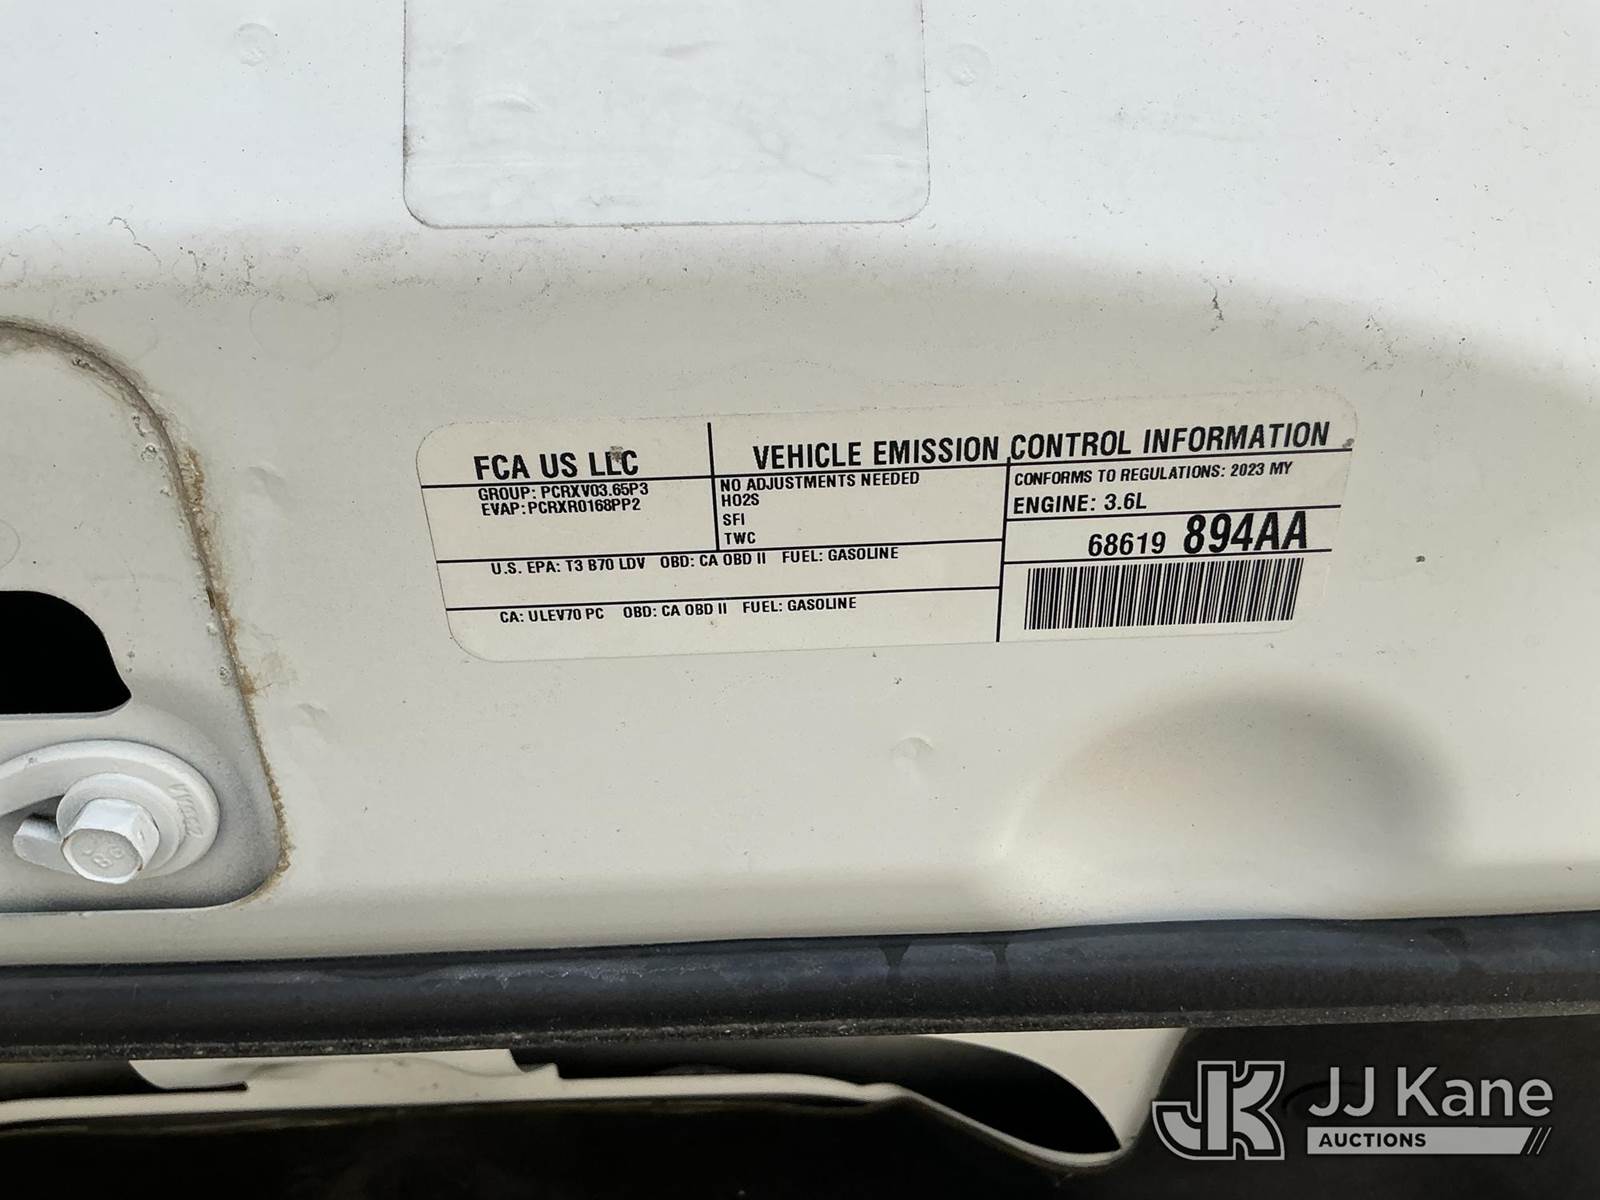 FCA US LLC
VEHICLE EMISSION CONTROL INFORMATION
GROUP: PCRXV03.65P3
EVAP: PCRXR0168PP2
NO ADJUSTMENTS NEEDED
HO2S
SFI
TWC
CONFORMS TO REGULATIONS: 2023 MY
ENGINE: 3.6L
68619 894AA
U.S. EPA: T3 B70 LDV OBD: CA OBD II FUEL: GASOLINE
CA: ULEV70 PC OBD: CA OBD II FUEL: GASOLINE
JK JJ Kane
AUCTIONS